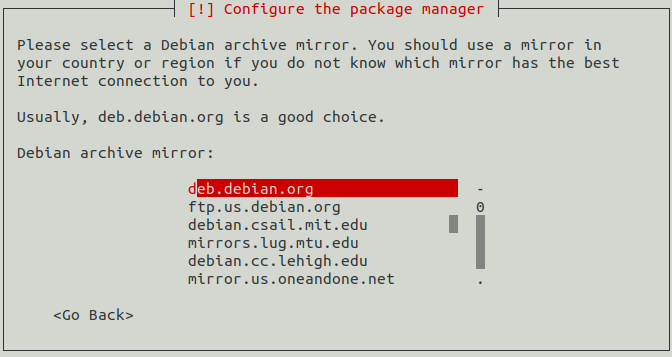 [!] Configure the package manager
Please select a Debian archive mirror. You should use a mirror in
your country or region if you do not know which mirror has the best
Internet connection to you.
Usually, deb.debian.org is a good choice.
Debian archive mirror:
deb.debian.org -
ftp.us.debian.org 0
debian.csail.mit.edu
mirrors.lug.mtu.edu
debian.cc.lehigh.edu
mirror.us.oneandone.net .
<Go Back>